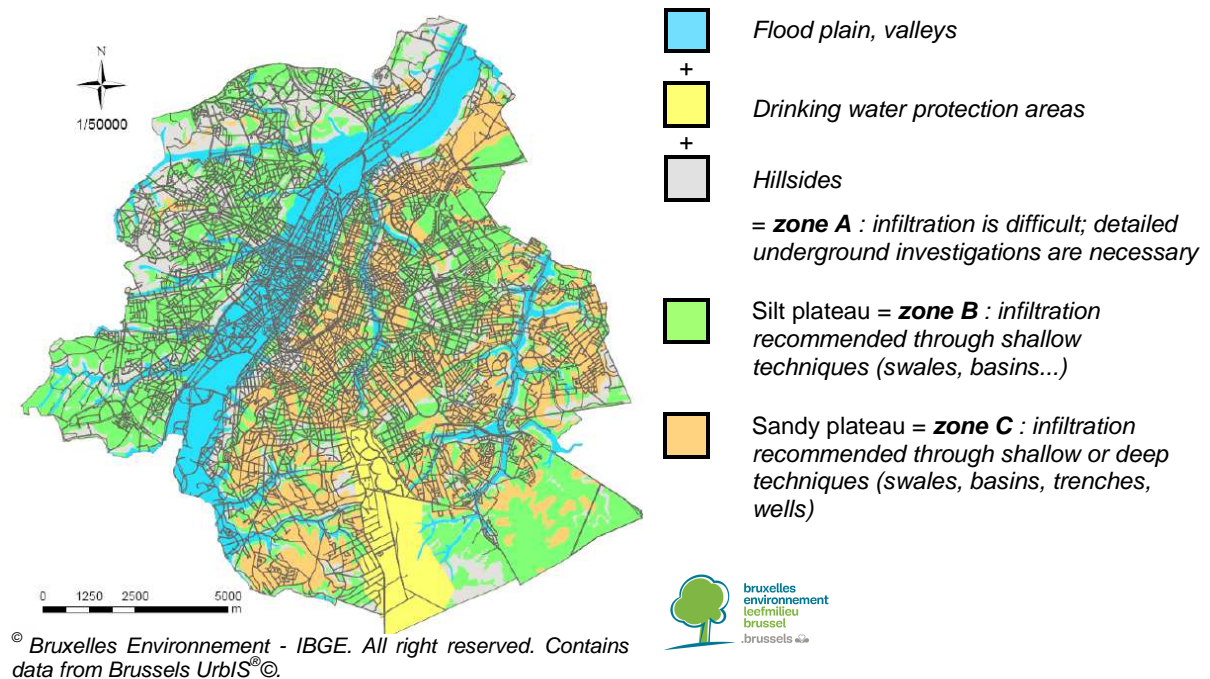 N
1/50000
0 1250 2500 5000
m
© Bruxelles Environnement - IBGE. All right reserved. Contains
data from Brussels UrbIS®©.
Flood plain, valleys
+
Drinking water protection areas
+
Hillsides
= zone A : infiltration is difficult; detailed
underground investigations are necessary
Silt plateau = zone B : infiltration
recommended through shallow
techniques (swales, basins...)
Sandy plateau = zone C : infiltration
recommended through shallow or deep
techniques (swales, basins, trenches,
wells)
bruxelles
environnement
leefmilieu
brussel
.brussels